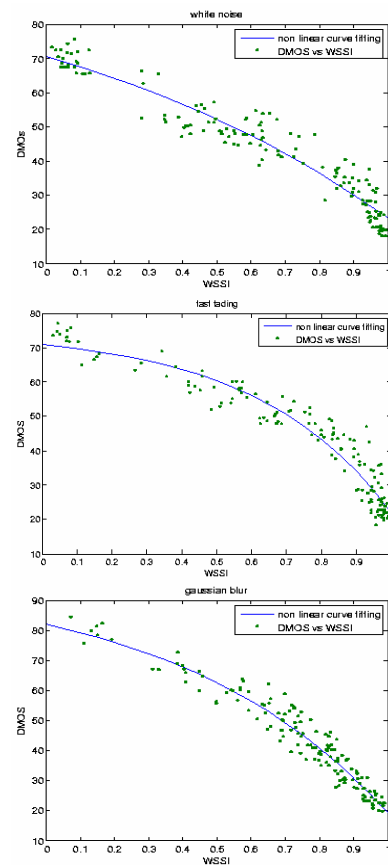 white noise
non linear curve fitting
DMOS vs WSSI
80
70
60
50
40
30
20
10
DMOs
0 0.1 0.2 0.3 0.4 0.5 0.6 0.7 0.8 0.9 1
WSSI
fast fading
non linear curve fitting
DMOS vs WSSI
80
70
60
50
40
30
20
10
DMOS
0 0.1 0.2 0.3 0.4 0.5 0.6 0.7 0.8 0.9
WSSI
gaussian blur
non linear curve fitting
DMOS vs WSSI
90
80
70
60
50
40
30
20
10
DMOS
0 0.1 0.2 0.3 0.4 0.5 0.6 0.7 0.8 0.9
WSSI